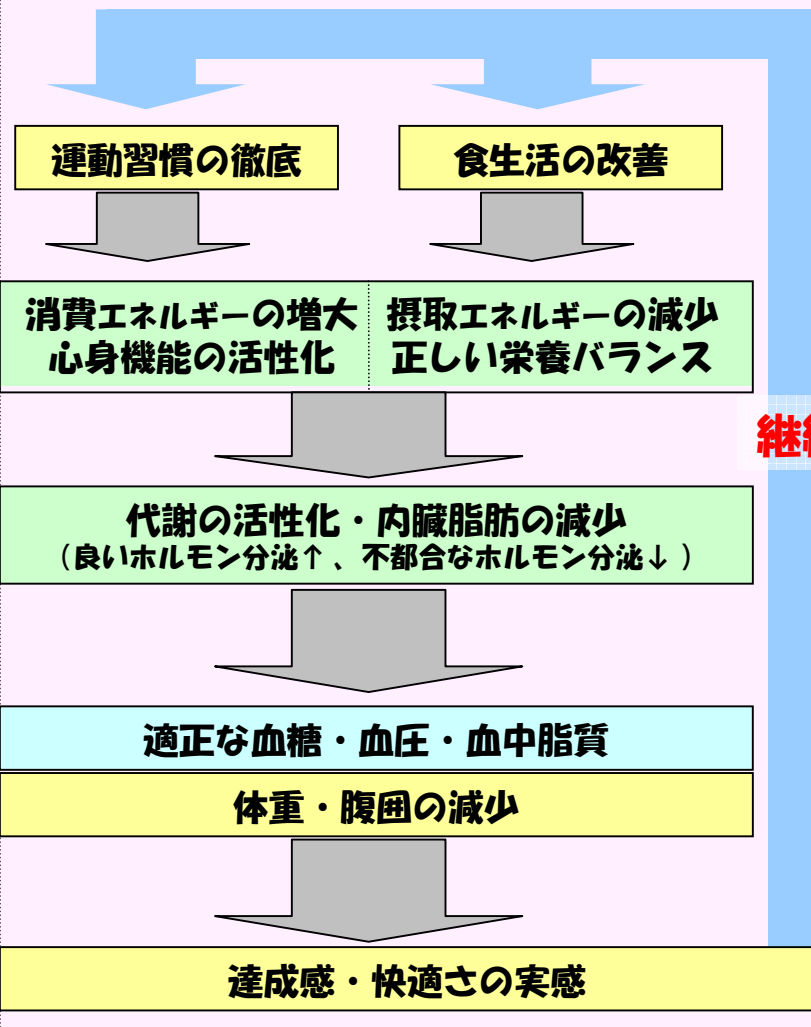 運動習慣の徹底
食生活の改善
消費エネルギーの増大
心身機能の活性化
摂取エネルギーの減少
正しい栄養バランス
代謝の活性化・内臓脂肪の減少
(良いホルモン分泌↑、不都合なホルモン分泌↓)
適正な血糖・血圧・血中脂質
体重・腹囲の減少
達成感・快適さの実感